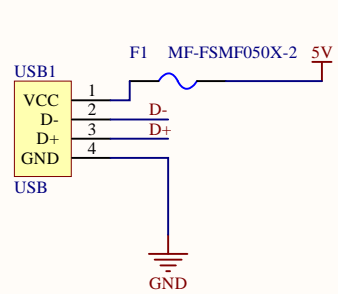 F1 MF-FSMF050X-2 5V
USB1
VCC 1
D- 2 D-
D+ 3 D+
GND 4
USB
GND